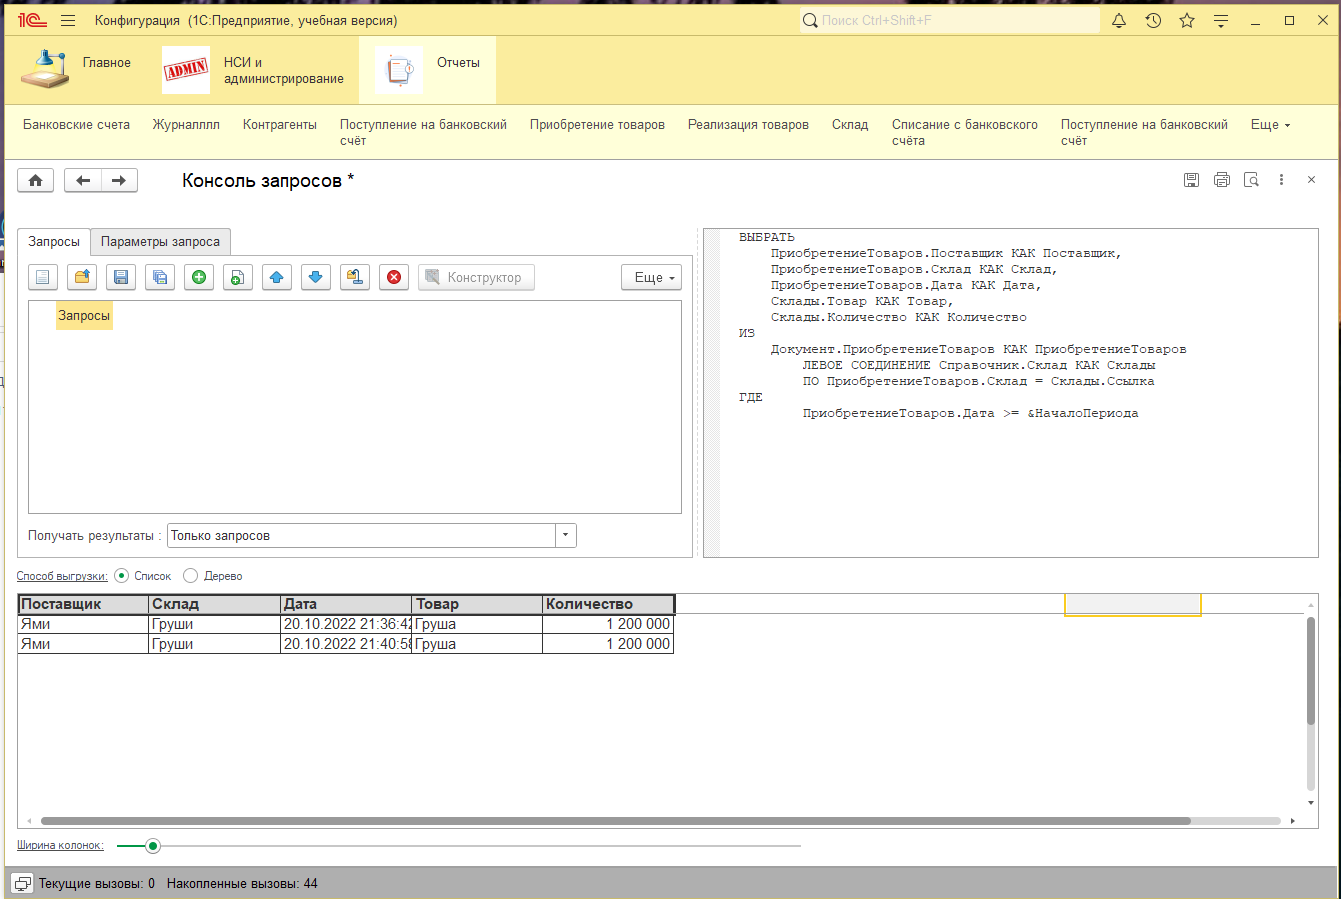 1С Конфигурация (1С:Предприятие, учебная версия) Поиск Ctrl+Shift+F
Главное
ADMIN
НСИ и
администрирование
Отчеты
Банковские счета
Журналллл
Контрагенты
Поступление на банковский
счёт
Приобретение товаров
Реализация товаров
Склад
Списание с банковского
счёта
Поступление на банковский
счёт
Еще
Консоль запросов *
Запросы
Параметры запроса
Конструктор
Еще
Запросы
Получать результаты : Только запросов
ВЫБРАТЬ
ПриобретениеТоваров.Поставщик КАК Поставщик,
ПриобретениеТоваров.Склад КАК Склад,
ПриобретениеТоваров.Дата КАК Дата,
Склады.Товар КАК Товар,
Склады.Количество КАК Количество
ИЗ
Документ.ПриобретениеТоваров КАК ПриобретениеТоваров
ЛЕВОЕ СОЕДИНЕНИЕ Справочник.Склад КАК Склады
ПО ПриобретениеТоваров.Склад = Склады.Ссылка
ГДЕ
ПриобретениеТоваров.Дата >= &НачалоПериода
Способ выгрузки: Список Дерево
Поставщик Склад Дата Товар Количество
Ями Груши 20.10.2022 21:36:42 Груша 1 200 000
Ями Груши 20.10.2022 21:40:58 Груша 1 200 000
Ширина колонок:
Текущие вызовы: 0 Накопленные вызовы: 44